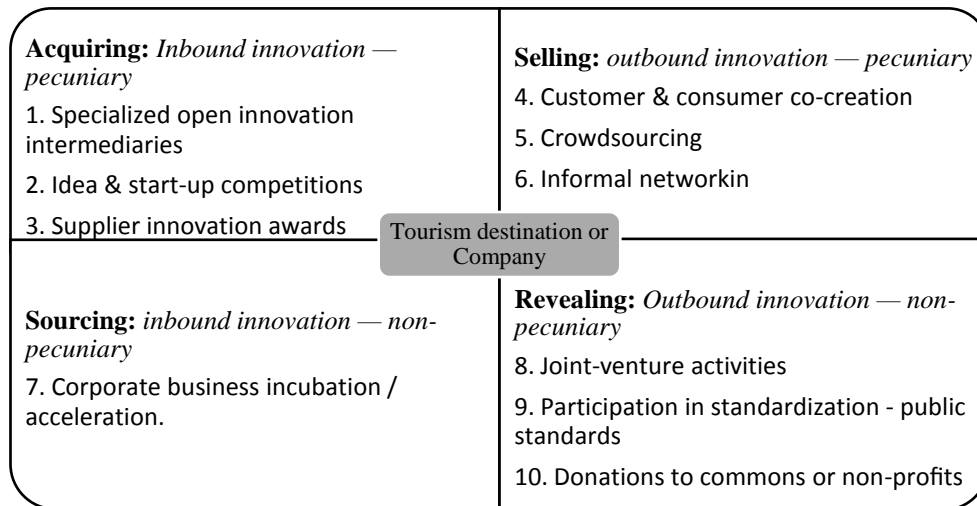 Acquiring: Inbound innovation —
pecuniary
1. Specialized open innovation
intermediaries
2. Idea & start-up competitions
3. Supplier innovation awards
Selling: outbound innovation — pecuniary
4. Customer & consumer co-creation
5. Crowdsourcing
6. Informal networkin
Tourism destination or
Company
Sourcing: inbound innovation — non-
pecuniary
7. Corporate business incubation /
acceleration.
Revealing: Outbound innovation — non-
pecuniary
8. Joint-venture activities
9. Participation in standardization - public
standards
10. Donations to commons or non-profits